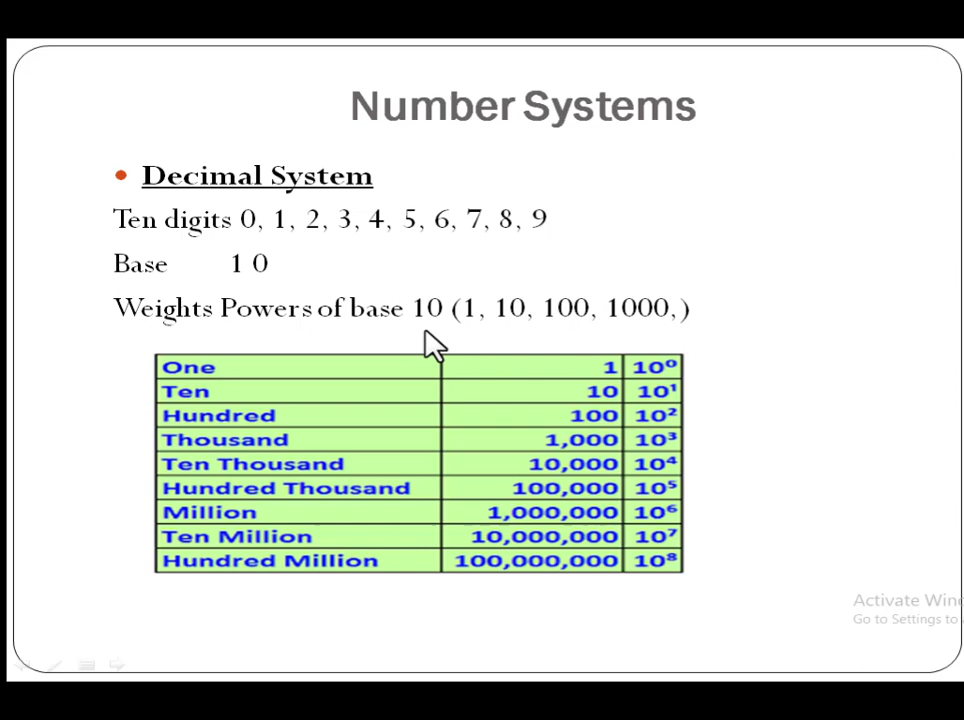 Number Systems
• Decimal System
Ten digits 0, 1, 2, 3, 4, 5, 6, 7, 8, 9
Base 1 0
Weights Powers of base 10 (1, 10, 100, 1000, )
One 1 10⁰
Ten 10 10¹
Hundred 100 10²
Thousand 1,000 10³
Ten Thousand 10,000 10⁴
Hundred Thousand 100,000 10⁵
Million 1,000,000 10⁶
Ten Million 10,000,000 10⁷
Hundred Million 100,000,000 10⁸
Activate Win
Go to Settings to